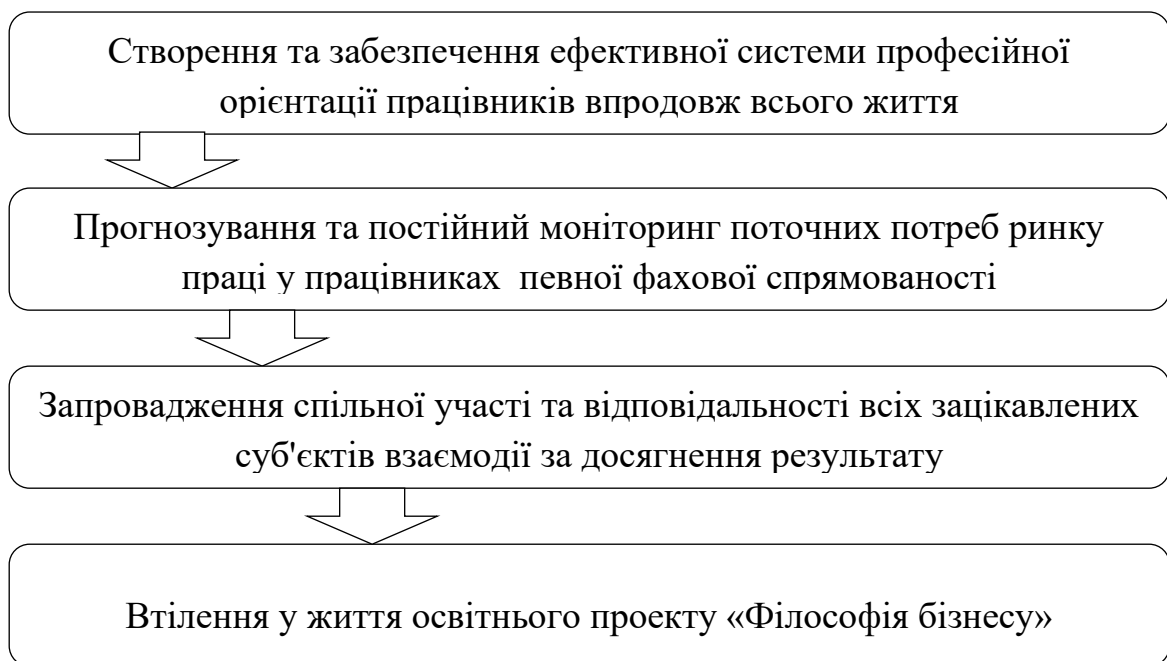 Створення та забезпечення ефективної системи професійної
орієнтації працівників впродовж всього життя
Прогнозування та постійний моніторинг поточних потреб ринку
праці у працівниках певної фахової спрямованості
Запровадження спільної участі та відповідальності всіх зацікавлених
суб'єктів взаємодії за досягнення результату
Втілення у життя освітнього проекту «Філософія бізнесу»